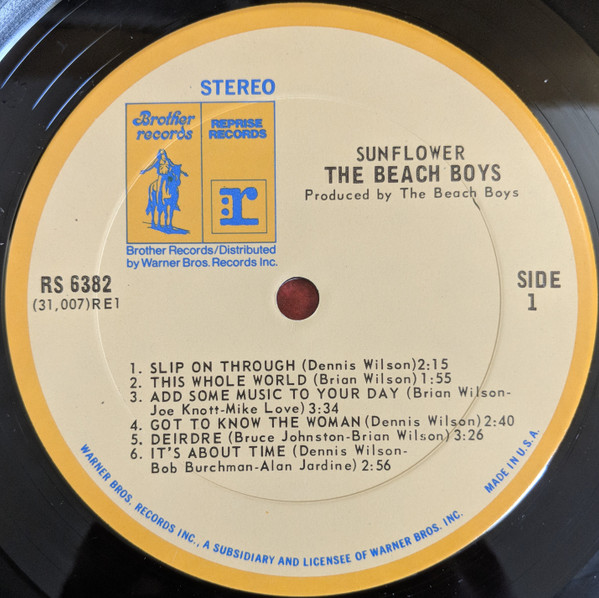 STEREO
Brother
records
REPRISE
RECORDS
:r
Brother Records/Distributed
by Warner Bros. Records Inc.
SUNFLOWER
THE BEACH BOYS
Produced by The Beach Boys
RS 6382
(31,007)RE1
SIDE
1
1. SLIP ON THROUGH (Dennis Wilson)2:15
2. THIS WHOLE WORLD (Brian Wilson)1:55
3. ADD SOME MUSIC TO YOUR DAY (Brian Wilson-
Joe Knott-Mike Love) 3:34
4. GOT TO KNOW THE WOMAN (Dennis Wilson)2:40
5. DEIRDRE (Bruce Johnston-Brian Wilson)3:26
6. IT'S ABOUT TIME (Dennis Wilson-
Bob Burchman-Alan Jardine) 2:56
WARNER BROS. RECORDS INC., A SUBSIDIARY AND LICENSEE OF WARNER BROS. INC.
MADE IN U.S.A.